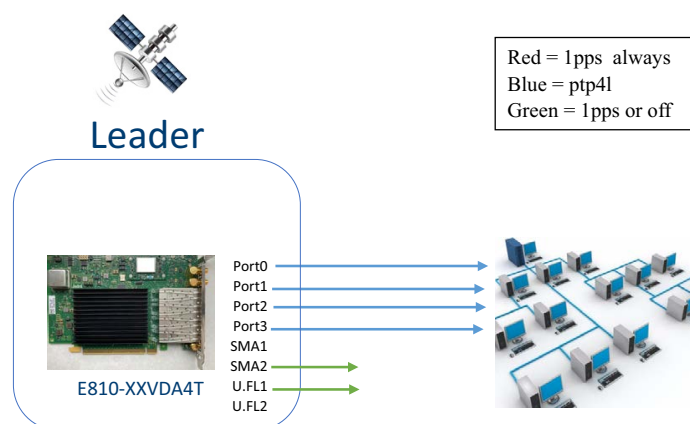 Red = 1pps always
Blue = ptp4l
Green = 1pps or off
Leader
Port0
Port1
Port2
Port3
SMA1
SMA2
U.FL1
U.FL2
E810-XXVDA4T